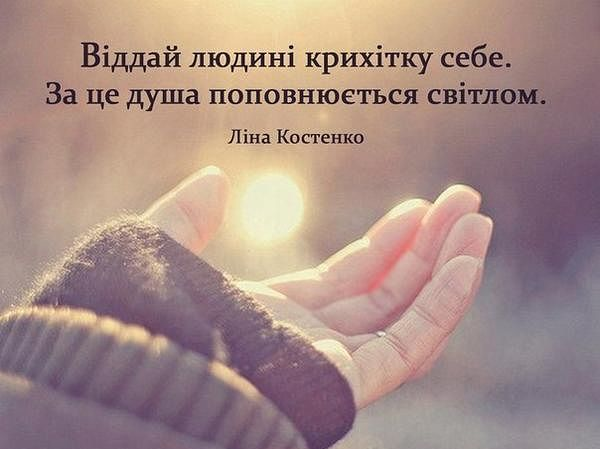 Віддай людині крихітку себе.
За це душа поповнюється світлом.
Ліна Костенко